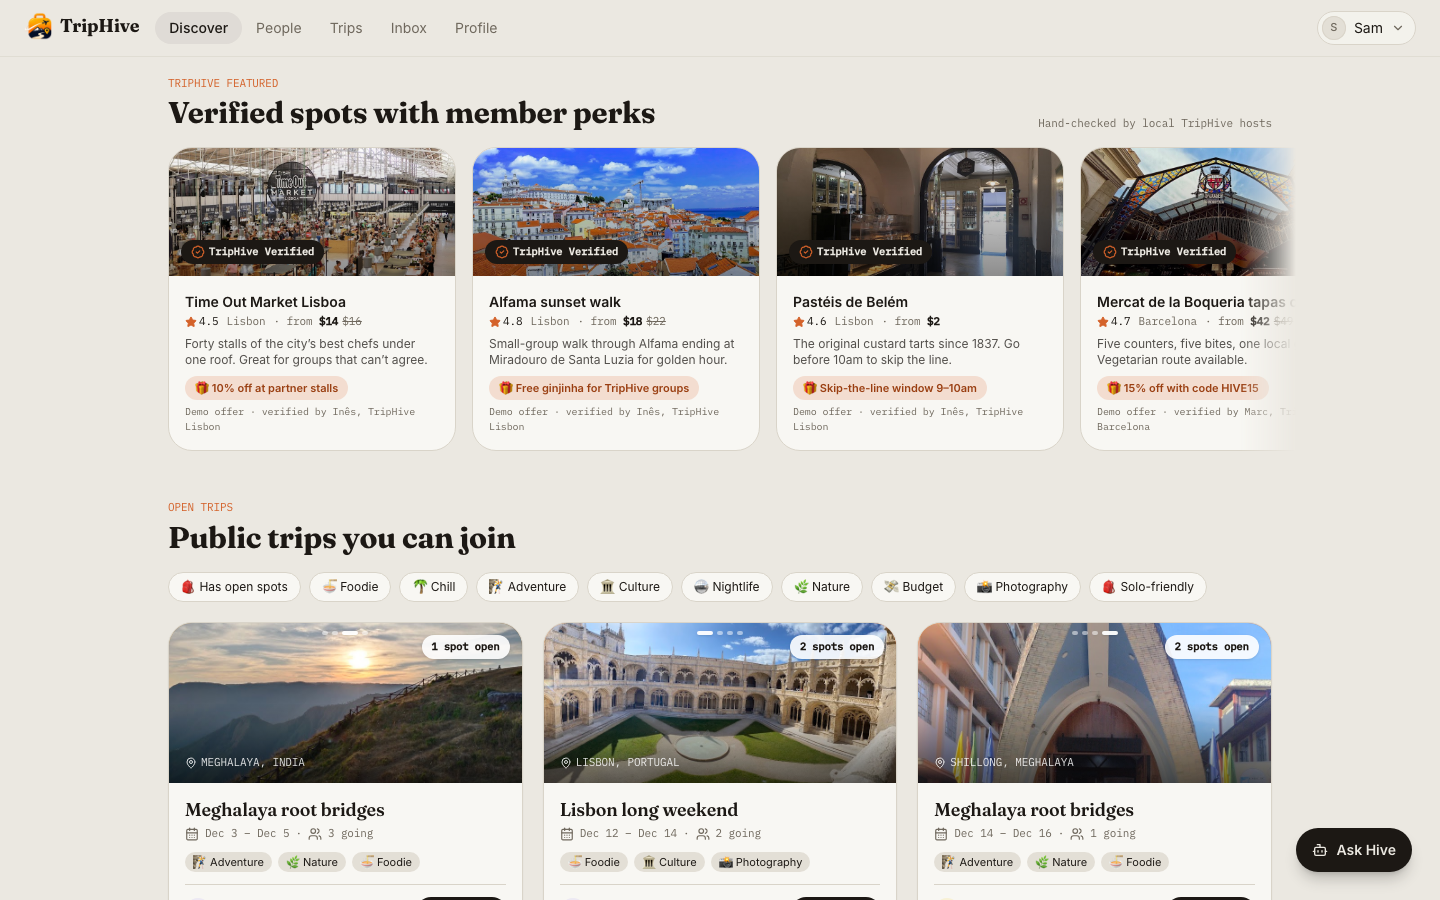 TripHive
Discover
People
Trips
Inbox
Profile
S
Sam
TRIPHIVE FEATURED
Verified spots with member perks
Hand-checked by local TripHive hosts
Time Out
MARKET
TripHive Verified
TripHive Verified
TripHive Verified
TripHive Verified
Time Out Market Lisboa
4.5 Lisbon · from $14 $16
Forty stalls of the city’s best chefs under
one roof. Great for groups that can’t agree.
10% off at partner stalls
Demo offer · verified by Inês, TripHive
Lisbon
Alfama sunset walk
4.8 Lisbon · from $18 $22
Small-group walk through Alfama ending at
Miradouro de Santa Luzia for golden hour.
Free ginjinha for TripHive groups
Demo offer · verified by Inês, TripHive
Lisbon
Pastéis de Belém
4.6 Lisbon · from $2
The original custard tarts since 1837. Go
before 10am to skip the line.
Skip-the-line window 9–10am
Demo offer · verified by Inês, TripHive
Lisbon
Mercat de la Boqueria tapas
4.7 Barcelona · from $42 $49
Five counters, five bites, one local
Vegetarian route available.
15% off with code HIVE15
Demo offer · verified by Marc,
Barcelona
OPEN TRIPS
Public trips you can join
Has open spots
Foodie
Chill
Adventure
Culture
Nightlife
Nature
Budget
Photography
Solo-friendly
1 spot open
MEGHALAYA, INDIA
Meghalaya root bridges
Dec 3 – Dec 5 · 3 going
Adventure
Nature
Foodie
2 spots open
LISBON, PORTUGAL
Lisbon long weekend
Dec 12 – Dec 14 · 2 going
Foodie
Culture
Photography
2 spots open
SHILLONG, MEGHALAYA
Meghalaya root bridges
Dec 14 – Dec 16 · 1 going
Adventure
Nature
Foodie
Ask Hive